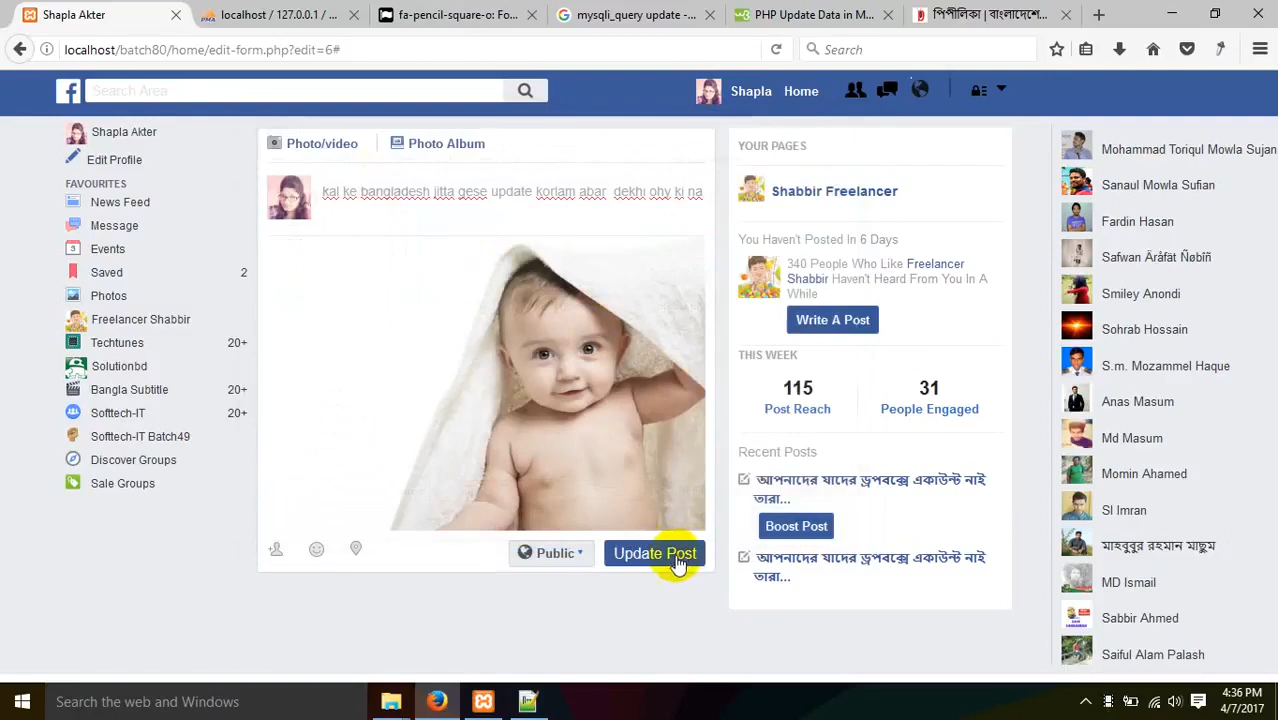 Shapla Akter
localhost / 127.0.0.1 /
fa-pencil-square-o: Fo...
mysqli_query update -...
PHP Update Data in M...
পিপীলিকা | বাংলাদেশে...
localhost/batch80/home/edit-form.php?edit=6#
Search
Search Area
Shapla
Home
Shapla Akter
Edit Profile
FAVOURITES
News Feed
Message
Events
Saved 2
Photos
Freelancer Shabbir
Techtunes 20+
Solutionbd
Bangla Subtitle 20+
Softtech-IT 20+
Softtech-IT Batch49
Discover Groups
Sale Groups
Photo/video
Photo Album
kal ke bangladesh jitta gese update korlam abar dekhi ohy ki na
Public
Update Post
YOUR PAGES
Shabbir Freelancer
You Haven't Posted In 6 Days
340 People Who Like Freelancer
Shabbir Haven't Heard From You In A
While
Write A Post
THIS WEEK
115 31
Post Reach People Engaged
Recent Posts
আপনাদের যাদের ড্রপবক্সে একাউন্ট নাই
তারা...
Boost Post
আপনাদের যাদের ড্রপবক্সে একাউন্ট নাই
তারা...
Mohammad Toriqul Mowla Sujan
Sanaul Mowla Sufian
Fardin Hasan
Safwan Äråfät Ñøbîñ
Smiley Anondi
Sohrab Hossain
S.m. Mozammel Haque
Anas Masum
Md Masum
Momin Ahamed
SI Imran
মাহবুবুর রহমান মাছুম
MD Ismail
Sabbir Ahmed
Saiful Alam Palash
Search the web and Windows
4:36 PM
4/7/2017